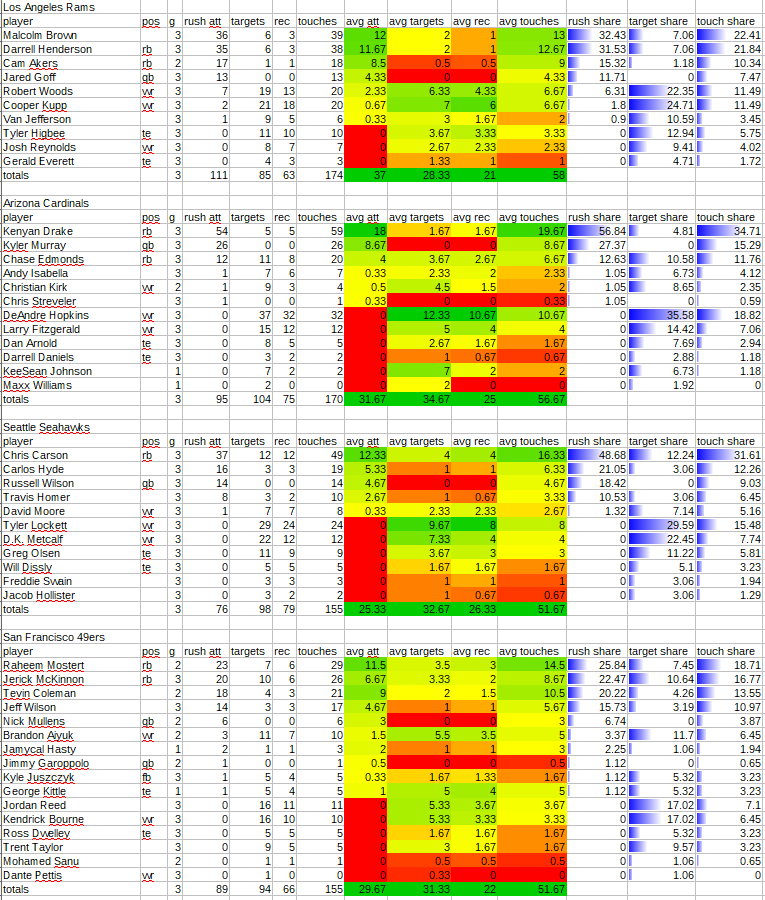 Los Angeles Rams
player pos g rush att targets rec touches avg att avg targets avg rec avg touches rush share target share touch share
Malcolm Brown 3 36 6 3 39 12 2 1 13 32.43 7.06 22.41
Darrell Henderson rb 3 35 6 3 38 11.67 2 1 12.67 31.53 7.06 21.84
Cam Akers rb 2 17 1 1 18 8.5 0.5 0.5 9 15.32 1.18 10.34
Jared Goff qb 3 13 0 0 13 4.33 0 0 4.33 11.71 0 7.47
Robert Woods wr 3 7 19 13 20 2.33 6.33 4.33 6.67 6.31 22.35 11.49
Cooper Kupp wr 3 2 21 18 20 0.67 7 6 6.67 1.8 24.71 11.49
Van Jefferson 3 1 9 5 6 0.33 3 1.67 2 0.9 10.59 3.45
Tyler Higbee te 3 0 11 10 10 0 3.67 3.33 3.33 0 12.94 5.75
Josh Reynolds wr 3 0 8 7 7 0 2.67 2.33 2.33 0 9.41 4.02
Gerald Everett te 3 0 4 3 3 0 1.33 1 1 0 4.71 1.72
totals 3 111 85 63 174 37 28.33 21 58
Arizona Cardinals
player pos g rush att targets rec touches avg att avg targets avg rec avg touches rush share target share touch share
Kenyan Drake rb 3 54 5 5 59 18 1.67 1.67 19.67 56.84 4.81 34.71
Kyler Murray qb 3 26 0 0 26 8.67 0 0 8.67 27.37 0 15.29
Chase Edmonds rb 3 12 11 8 20 4 3.67 2.67 6.67 12.63 10.58 11.76
Andy Isabella 3 1 7 6 7 0.33 2.33 2 2.33 1.05 6.73 4.12
Christian Kirk wr 2 1 9 3 4 0.5 4.5 1.5 2 1.05 8.65 2.35
Chris Streveler 3 1 0 0 1 0.33 0 0 0.33 1.05 0 0.59
DeAndre Hopkins wr 3 0 37 32 32 0 12.33 10.67 10.67 0 35.58 18.82
Larry Fitzgerald wr 3 0 15 12 12 0 5 4 4 0 14.42 7.06
Dan Arnold te 3 0 8 5 5 0 2.67 1.67 1.67 0 7.69 2.94
Darrell Daniels te 3 0 3 2 2 0 1 0.67 0.67 0 2.88 1.18
KeeSean Johnson 1 0 7 2 2 0 7 2 2 0 6.73 1.18
Maxx Williams 1 0 2 0 0 0 2 0 0 0 1.92 0
totals 3 95 104 75 170 31.67 34.67 25 56.67
Seattle Seahawks
player pos g rush att targets rec touches avg att avg targets avg rec avg touches rush share target share touch share
Chris Carson rb 3 37 12 12 49 12.33 4 4 16.33 48.68 12.24 31.61
Carlos Hyde 3 16 3 3 19 5.33 1 1 6.33 21.05 3.06 12.26
Russell Wilson qb 3 14 0 0 14 4.67 0 0 4.67 18.42 0 9.03
Travis Homer 3 8 3 2 10 2.67 1 0.67 3.33 10.53 3.06 6.45
David Moore wr 3 1 7 7 8 0.33 2.33 2.33 2.67 1.32 7.14 5.16
Tyler Lockett wr 3 0 29 24 24 0 9.67 8 8 0 29.59 15.48
D.K. Metcalf wr 3 0 22 12 12 0 7.33 4 4 0 22.45 7.74
Greg Olsen te 3 0 11 9 9 0 3.67 3 3 0 11.22 5.81
Will Dissly te 3 0 5 5 5 0 1.67 1.67 1.67 0 5.1 3.23
Freddie Swain 3 0 3 3 3 0 1 1 1 0 3.06 1.94
Jacob Hollister 3 0 3 2 2 0 1 0.67 0.67 0 3.06 1.29
totals 3 76 98 79 155 25.33 32.67 26.33 51.67
San Francisco 49ers
player pos g rush att targets rec touches avg att avg targets avg rec avg touches rush share target share touch share
Raheem Mostert rb 2 23 7 6 29 11.5 3.5 3 14.5 25.84 7.45 18.71
Jerick McKinnon rb 3 20 10 6 26 6.67 3.33 2 8.67 22.47 10.64 16.77
Tevin Coleman 2 18 4 3 21 9 2 1.5 10.5 20.22 4.26 13.55
Jeff Wilson 3 14 3 3 17 4.67 1 1 5.67 15.73 3.19 10.97
Nick Mullens qb 2 6 0 0 6 3 0 0 3 6.74 0 3.87
Brandon Aiyuk wr 2 3 11 7 10 1.5 5.5 3.5 5 3.37 11.7 6.45
Jamycal Hasty 1 2 1 1 3 2 1 1 3 2.25 1.06 1.94
Jimmy Garoppolo qb 2 1 0 0 1 0.5 0 0 0.5 1.12 0 0.65
Kyle Juszczyk fb 3 1 5 4 5 0.33 1.67 1.33 1.67 1.12 5.32 3.23
George Kittle te 1 1 5 4 5 1 5 4 5 1.12 5.32 3.23
Jordan Reed 3 0 16 11 11 0 5.33 3.67 3.67 0 17.02 7.1
Kendrick Bourne wr 3 0 16 10 10 0 5.33 3.33 3.33 0 17.02 6.45
Ross Dwelley te 3 0 5 5 5 0 1.67 1.67 1.67 0 5.32 3.23
Trent Taylor 3 0 9 5 5 0 3 1.67 1.67 0 9.57 3.23
Mohamed Sanu 2 0 1 1 1 0 0.5 0.5 0.5 0 1.06 0.65
Dante Pettis wr 3 0 1 0 0 0 0.33 0 0 0 1.06 0
totals 3 89 94 66 155 29.67 31.33 22 51.67